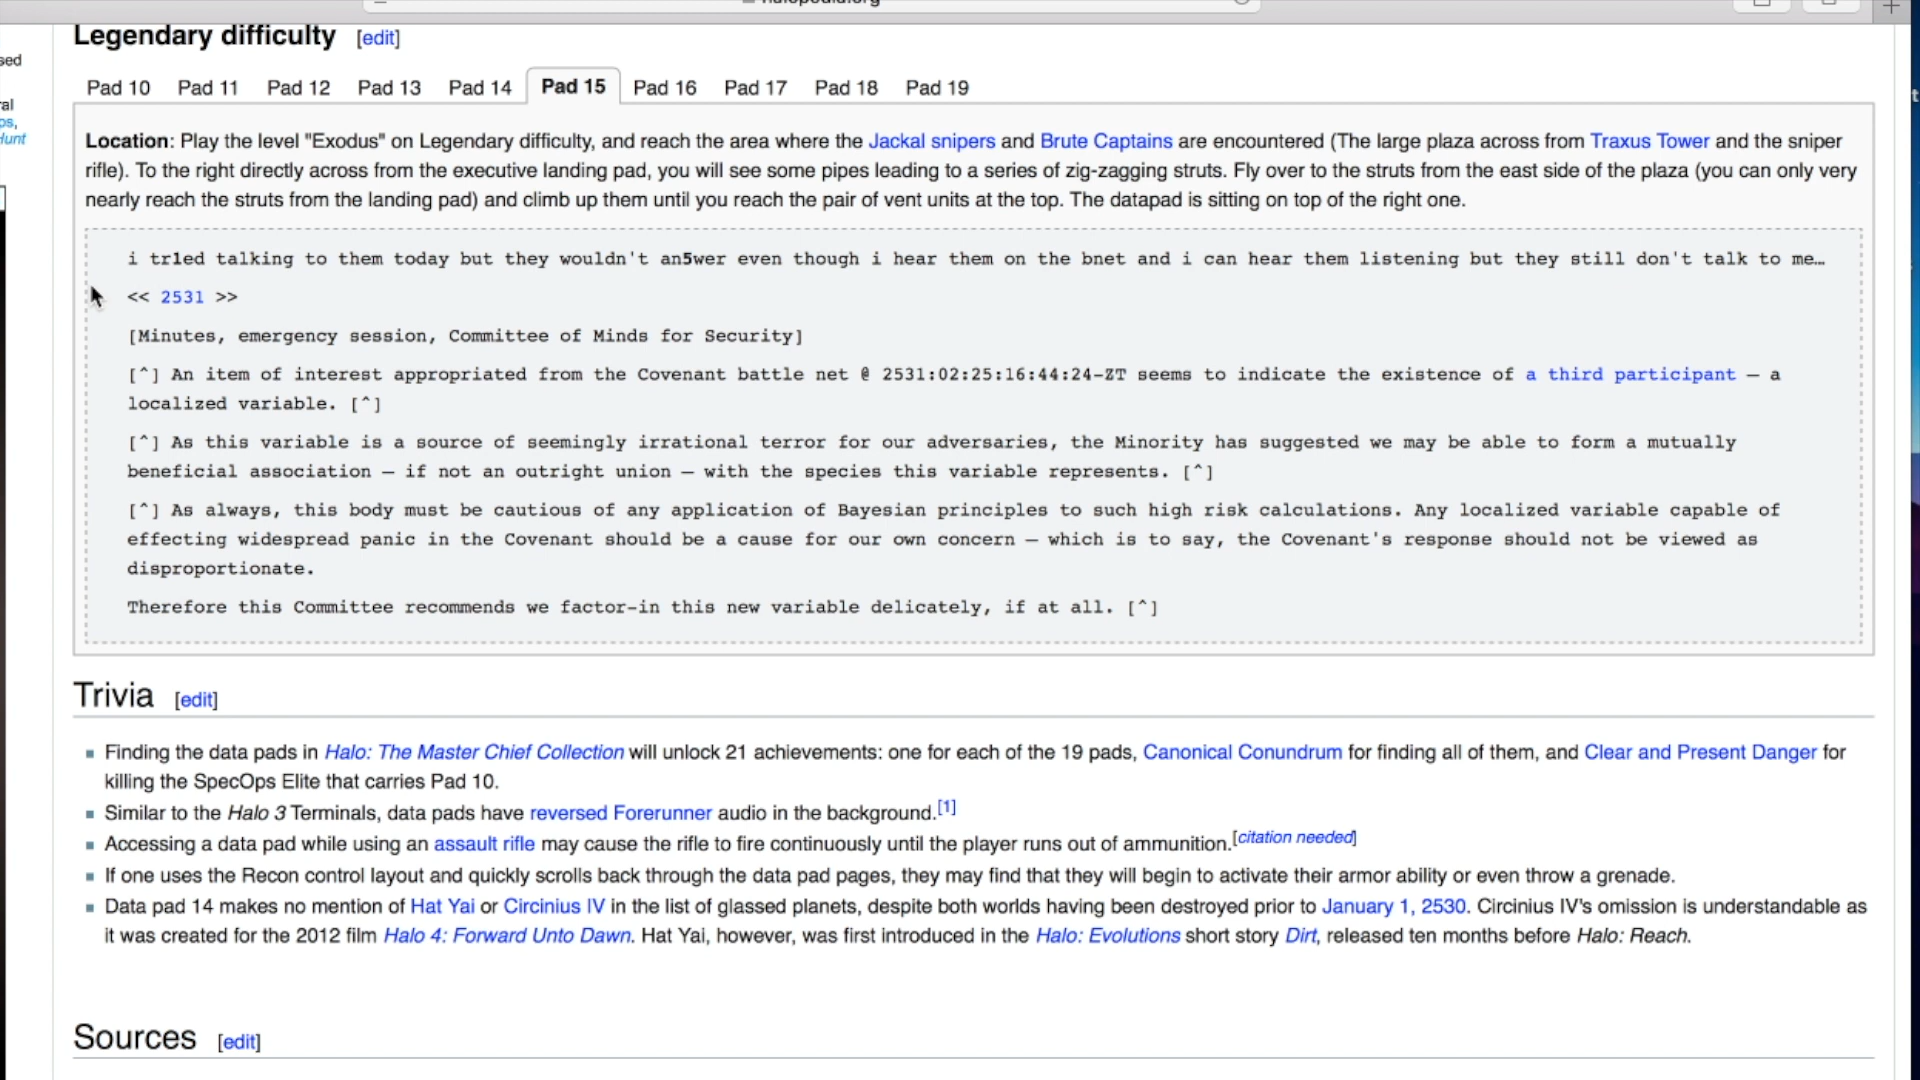 Legendary difficulty [edit]
Pad 10 Pad 11 Pad 12 Pad 13 Pad 14 Pad 15 Pad 16 Pad 17 Pad 18 Pad 19
Location: Play the level "Exodus" on Legendary difficulty, and reach the area where the Jackal snipers and Brute Captains are encountered (The large plaza across from Traxus Tower and the sniper
rifle). To the right directly across from the executive landing pad, you will see some pipes leading to a series of zig-zagging struts. Fly over to the struts from the east side of the plaza (you can only very
nearly reach the struts from the landing pad) and climb up them until you reach the pair of vent units at the top. The datapad is sitting on top of the right one.
i tr1ed talking to them today but they wouldn't an5wer even though i hear them on the bnet and i can hear them listening but they still don't talk to me…
<< 2531 >>
[Minutes, emergency session, Committee of Minds for Security]
[^] An item of interest appropriated from the Covenant battle net @ 2531:02:25:16:44:24-ZT seems to indicate the existence of a third participant — a
localized variable. [^]
[^] As this variable is a source of seemingly irrational terror for our adversaries, the Minority has suggested we may be able to form a mutually
beneficial association — if not an outright union — with the species this variable represents. [^]
[^] As always, this body must be cautious of any application of Bayesian principles to such high risk calculations. Any localized variable capable of
effecting widespread panic in the Covenant should be a cause for our own concern — which is to say, the Covenant's response should not be viewed as
disproportionate.
Therefore this Committee recommends we factor-in this new variable delicately, if at all. [^]
Trivia [edit]
Finding the data pads in Halo: The Master Chief Collection will unlock 21 achievements: one for each of the 19 pads, Canonical Conundrum for finding all of them, and Clear and Present Danger for
killing the SpecOps Elite that carries Pad 10.
Similar to the Halo 3 Terminals, data pads have reversed Forerunner audio in the background.[1]
Accessing a data pad while using an assault rifle may cause the rifle to fire continuously until the player runs out of ammunition.[citation needed]
If one uses the Recon control layout and quickly scrolls back through the data pad pages, they may find that they will begin to activate their armor ability or even throw a grenade.
Data pad 14 makes no mention of Hat Yai or Circinius IV in the list of glassed planets, despite both worlds having been destroyed prior to January 1, 2530. Circinius IV's omission is understandable as
it was created for the 2012 film Halo 4: Forward Unto Dawn. Hat Yai, however, was first introduced in the Halo: Evolutions short story Dirt, released ten months before Halo: Reach.
Sources [edit]